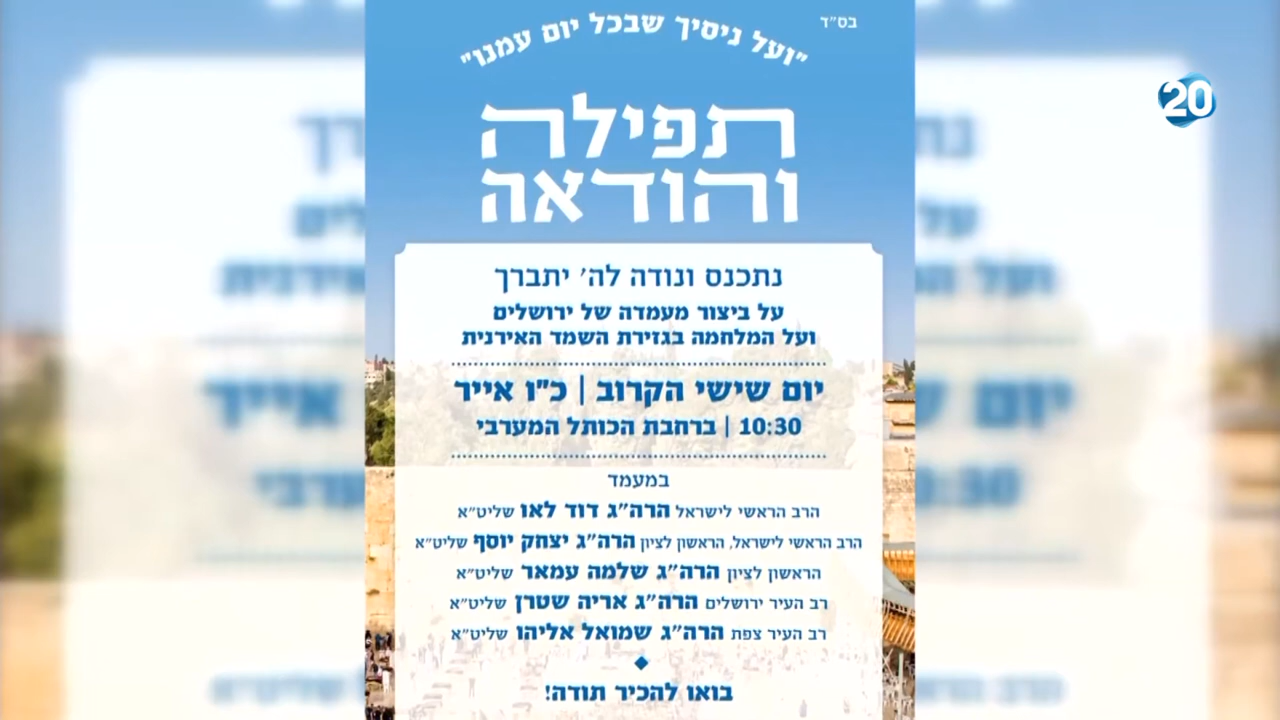 בס״ד
"ועל ניסיך שבכל יום עמנו"
20
תפילה
והודאה
נתכנס ונודה לה׳ יתברך
על ביצור מעמדה של ירושלים
ועל המלחמה בגזירת השמד האירנית
יום שישי הקרוב | כ״ו אייר
10:30 | ברחבת הכותל המערבי
במעמד
הרב הראשי לישראל הרה״ג דוד לאו שליט״א
הרב הראשי לישראל, הראשון לציון הרה״ג יצחק יוסף שליט״א
הראשון לציון הרה״ג שלמה עמאר שליט״א
רב העיר ירושלים הרה״ג אריה שטרן שליט״א
רב העיר צפת הרה״ג שמואל אליהו שליט״א
בואו להכיר תודה!